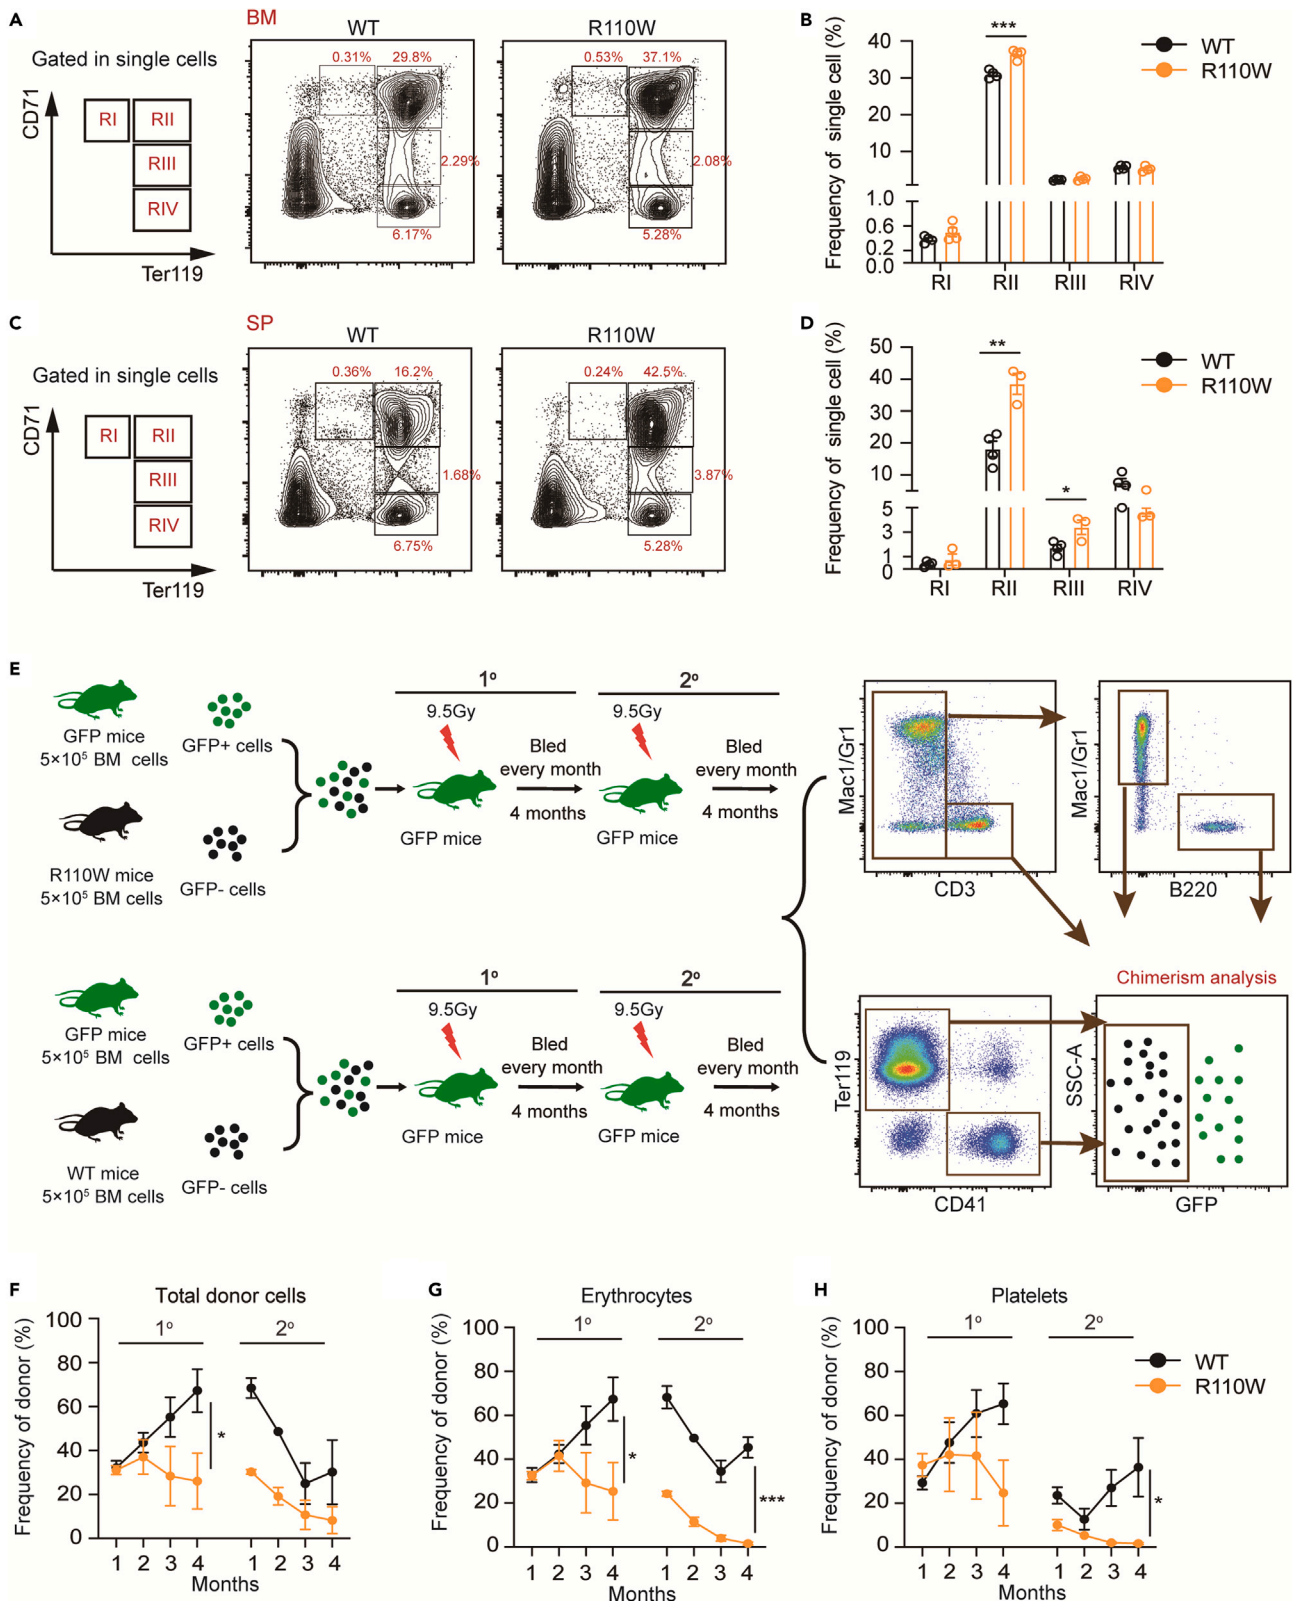 A
BM
WT
R110W
Gated in single cells
CD71
RI
RII
RIII
RIV
Ter119
0.31%
29.8%
2.29%
6.17%
0.53%
37.1%
2.08%
5.28%
B
Frequency of single cell (%)
40
30
20
10
1.0
0.6
0.2
0.0
***
RI
RII
RIII
RIV
WT
R110W
C
SP
WT
R110W
Gated in single cells
CD71
RI
RII
RIII
RIV
Ter119
0.36%
16.2%
1.68%
6.75%
0.24%
42.5%
3.87%
5.28%
D
Frequency of single cell (%)
50
40
30
20
10
5
3
1
0
**
*
RI
RII
RIII
RIV
WT
R110W
E
GFP mice
5×10⁵ BM cells
GFP+ cells
R110W mice
5×10⁵ BM cells
GFP- cells
1º
9.5Gy
GFP mice
Bled
every month
4 months
2º
9.5Gy
GFP mice
Bled
every month
4 months
GFP mice
5×10⁵ BM cells
GFP+ cells
WT mice
5×10⁵ BM cells
GFP- cells
1º
9.5Gy
GFP mice
Bled
every month
4 months
2º
9.5Gy
GFP mice
Bled
every month
4 months
Mac1/Gr1
CD3
Mac1/Gr1
B220
Ter119
CD41
Chimerism analysis
SSC-A
GFP
F
Total donor cells
Frequency of donor (%)
100
80
60
40
20
0
1º
2º
*
1 2 3 4 1 2 3 4
Months
G
Erythrocytes
Frequency of donor (%)
100
80
60
40
20
0
1º
2º
*
***
1 2 3 4 1 2 3 4
Months
H
Platelets
Frequency of donor (%)
100
80
60
40
20
0
1º
2º
*
1 2 3 4 1 2 3 4
Months
WT
R110W